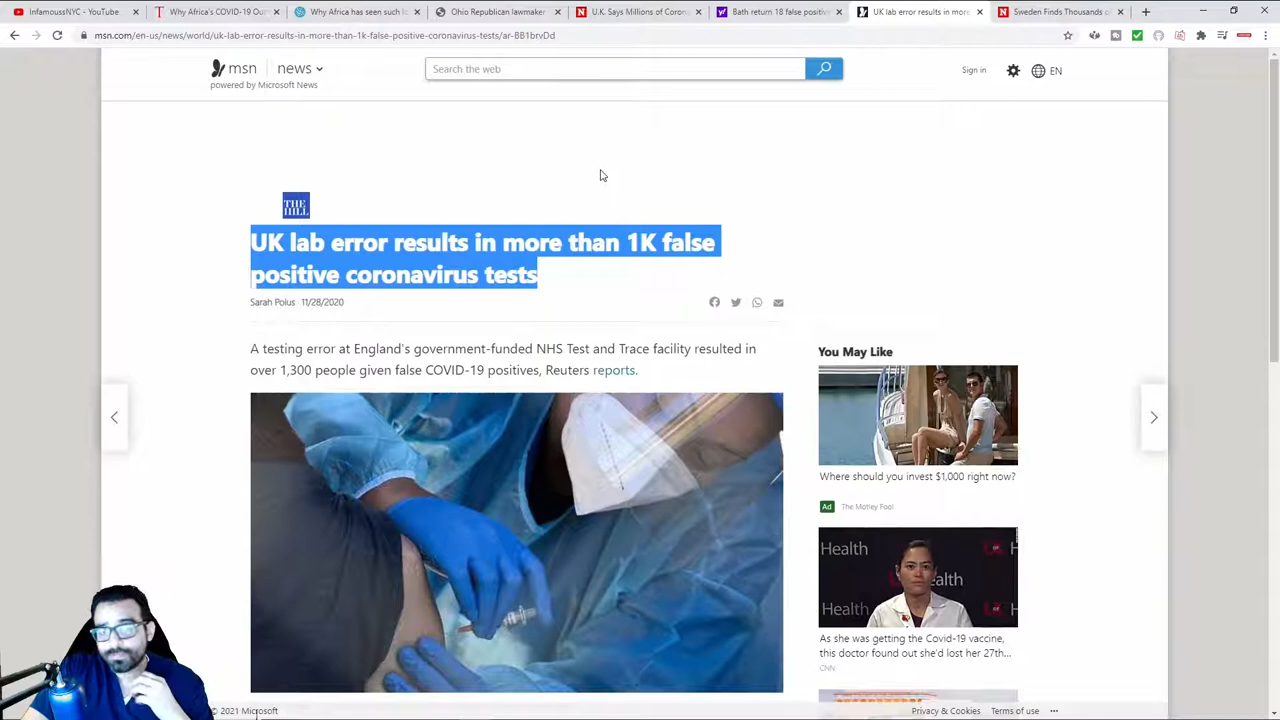 InfamousNYC - YouTube
Why Africa's COVID-19 Out
Why Africa has seen such lo
Ohio Republican lawmaker
U.K. Says Millions of Corona
Bath return 18 false positive
UK lab error results in more
Sweden Finds Thousands o
msn.com/en-us/news/world/uk-lab-error-results-in-more-than-1k-false-positive-coronavirus-tests/ar-BB1brvDd
msn news
powered by Microsoft News
Search the web
Sign in
EN
THE HILL
UK lab error results in more than 1K false
positive coronavirus tests
Sarah Polus 11/28/2020
A testing error at England's government-funded NHS Test and Trace facility resulted in
over 1,300 people given false COVID-19 positives, Reuters reports.
You May Like
Where should you invest $1,000 right now?
Ad The Motley Fool
Health
ealth
Health
As she was getting the Covid-19 vaccine,
this doctor found out she'd lost her 27th...
CNN
© 2021 Microsoft
Privacy & Cookies Terms of use